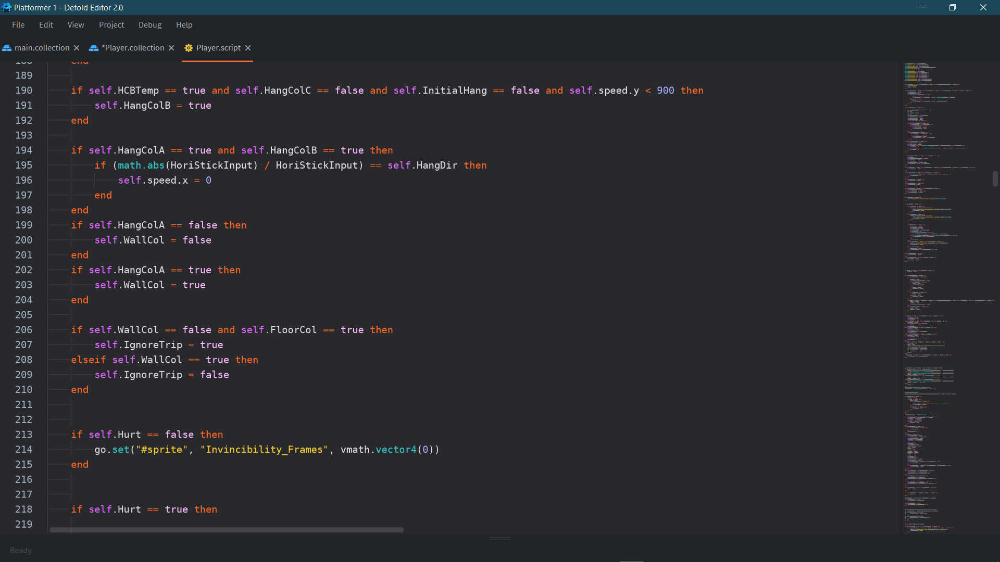 Platformer 1 - Defold Editor 2.0
File Edit View Project Debug Help
main.collection *Player.collection Player.script
188 end
189
190 if self.HCBTemp == true and self.HangColC == false and self.InitialHang == false and self.speed.y < 900 then
191 self.HangColB = true
192 end
193
194 if self.HangColA == true and self.HangColB == true then
195 if (math.abs(HoriStickInput) / HoriStickInput) == self.HangDir then
196 self.speed.x = 0
197 end
198 end
199 if self.HangColA == false then
200 self.WallCol = false
201 end
202 if self.HangColA == true then
203 self.WallCol = true
204 end
205
206 if self.WallCol == false and self.FloorCol == true then
207 self.IgnoreTrip = true
208 elseif self.WallCol == true then
209 self.IgnoreTrip = false
210 end
211
212
213 if self.Hurt == false then
214 go.set("#sprite", "Invincibility_Frames", vmath.vector4(0))
215 end
216
217
218 if self.Hurt == true then
219
Ready